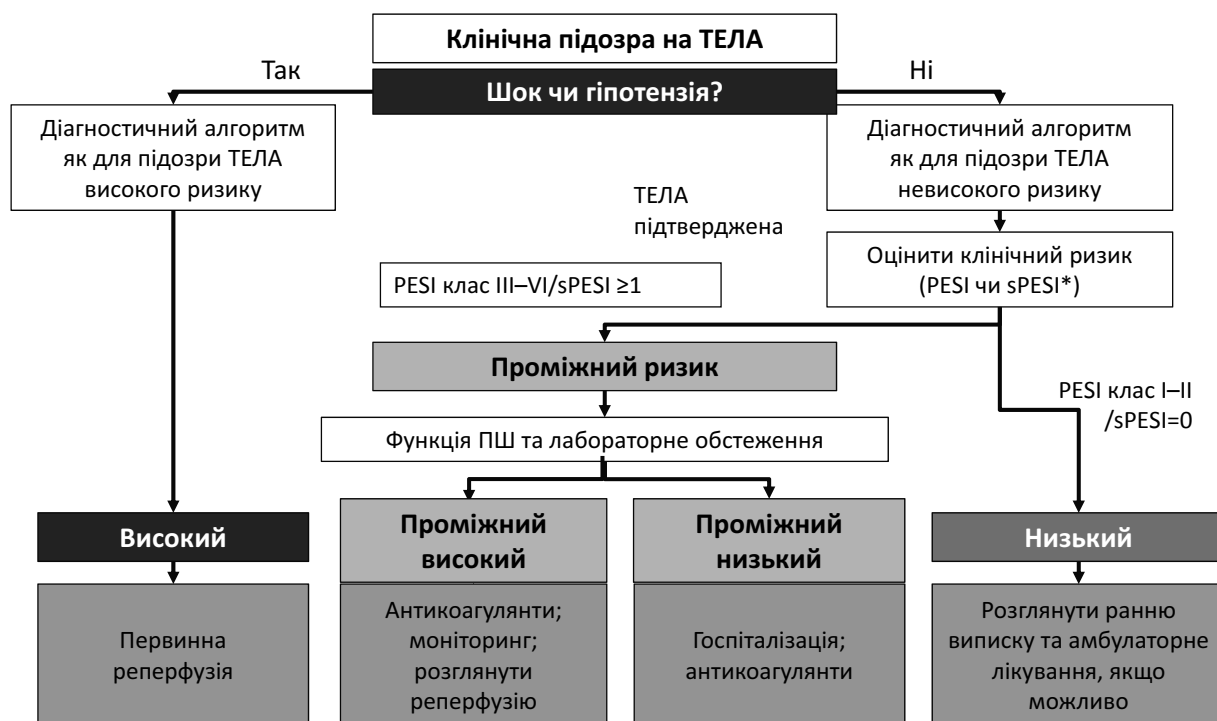 Клінічна підозра на ТЕЛА
Так
Шок чи гіпотензія?
Ні
Діагностичний алгоритм
як для підозри ТЕЛА
високого ризику
Діагностичний алгоритм
як для підозри ТЕЛА
невисокого ризику
ТЕЛА
підтверджена
Оцінити клінічний ризик
(PESI чи sPESI*)
PESI клас III–VI/sPESI ≥1
Проміжний ризик
PESI клас I–II
/sPESI=0
Функція ПШ та лабораторне обстеження
Високий
Проміжний
високий
Проміжний
низький
Низький
Первинна
реперфузія
Антикоагулянти;
моніторинг;
розглянути
реперфузію
Госпіталізація;
антикоагулянти
Розглянути ранню
виписку та амбулаторне
лікування, якщо
можливо